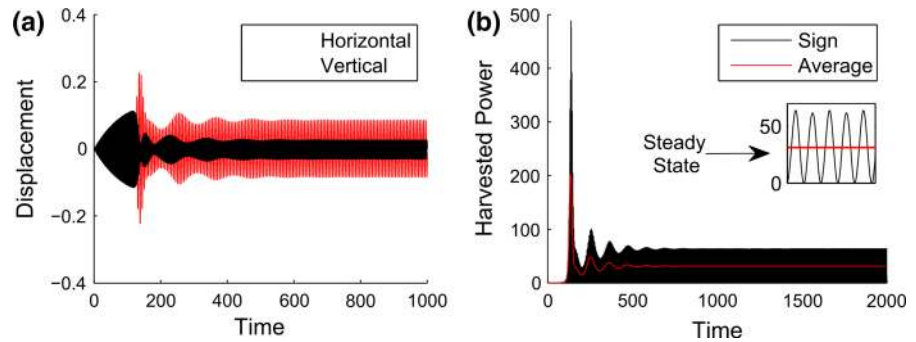 (a)
Displacement
0.4
0.2
0
−0.2
−0.4
0
200
400
600
800
1000
Time
Horizontal
Vertical
(b)
Harvested Power
500
400
300
200
100
0
0
500
1000
1500
2000
Time
Sign
Average
Steady
State
50
0